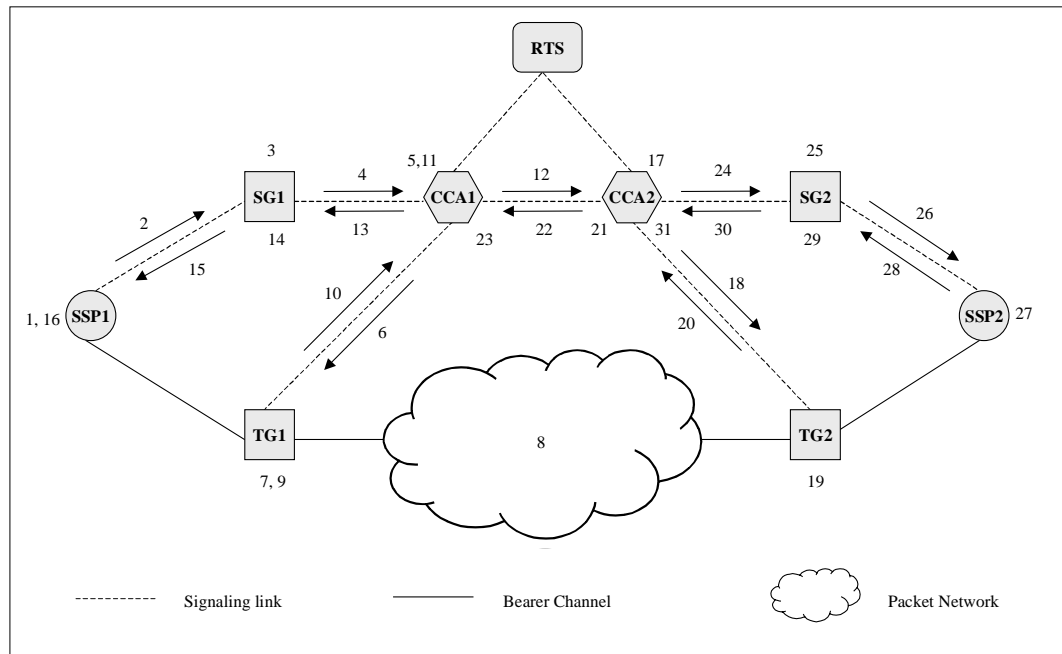 RTS
3
5,11
17
25
4
12
24
SG1
CCA1
CCA2
SG2
2
26
14
13
23
22
21
31
30
29
15
28
10
18
1, 16
SSP1
6
20
SSP2
27
TG1
8
TG2
7, 9
19
Signaling link
Bearer Channel
Packet Network